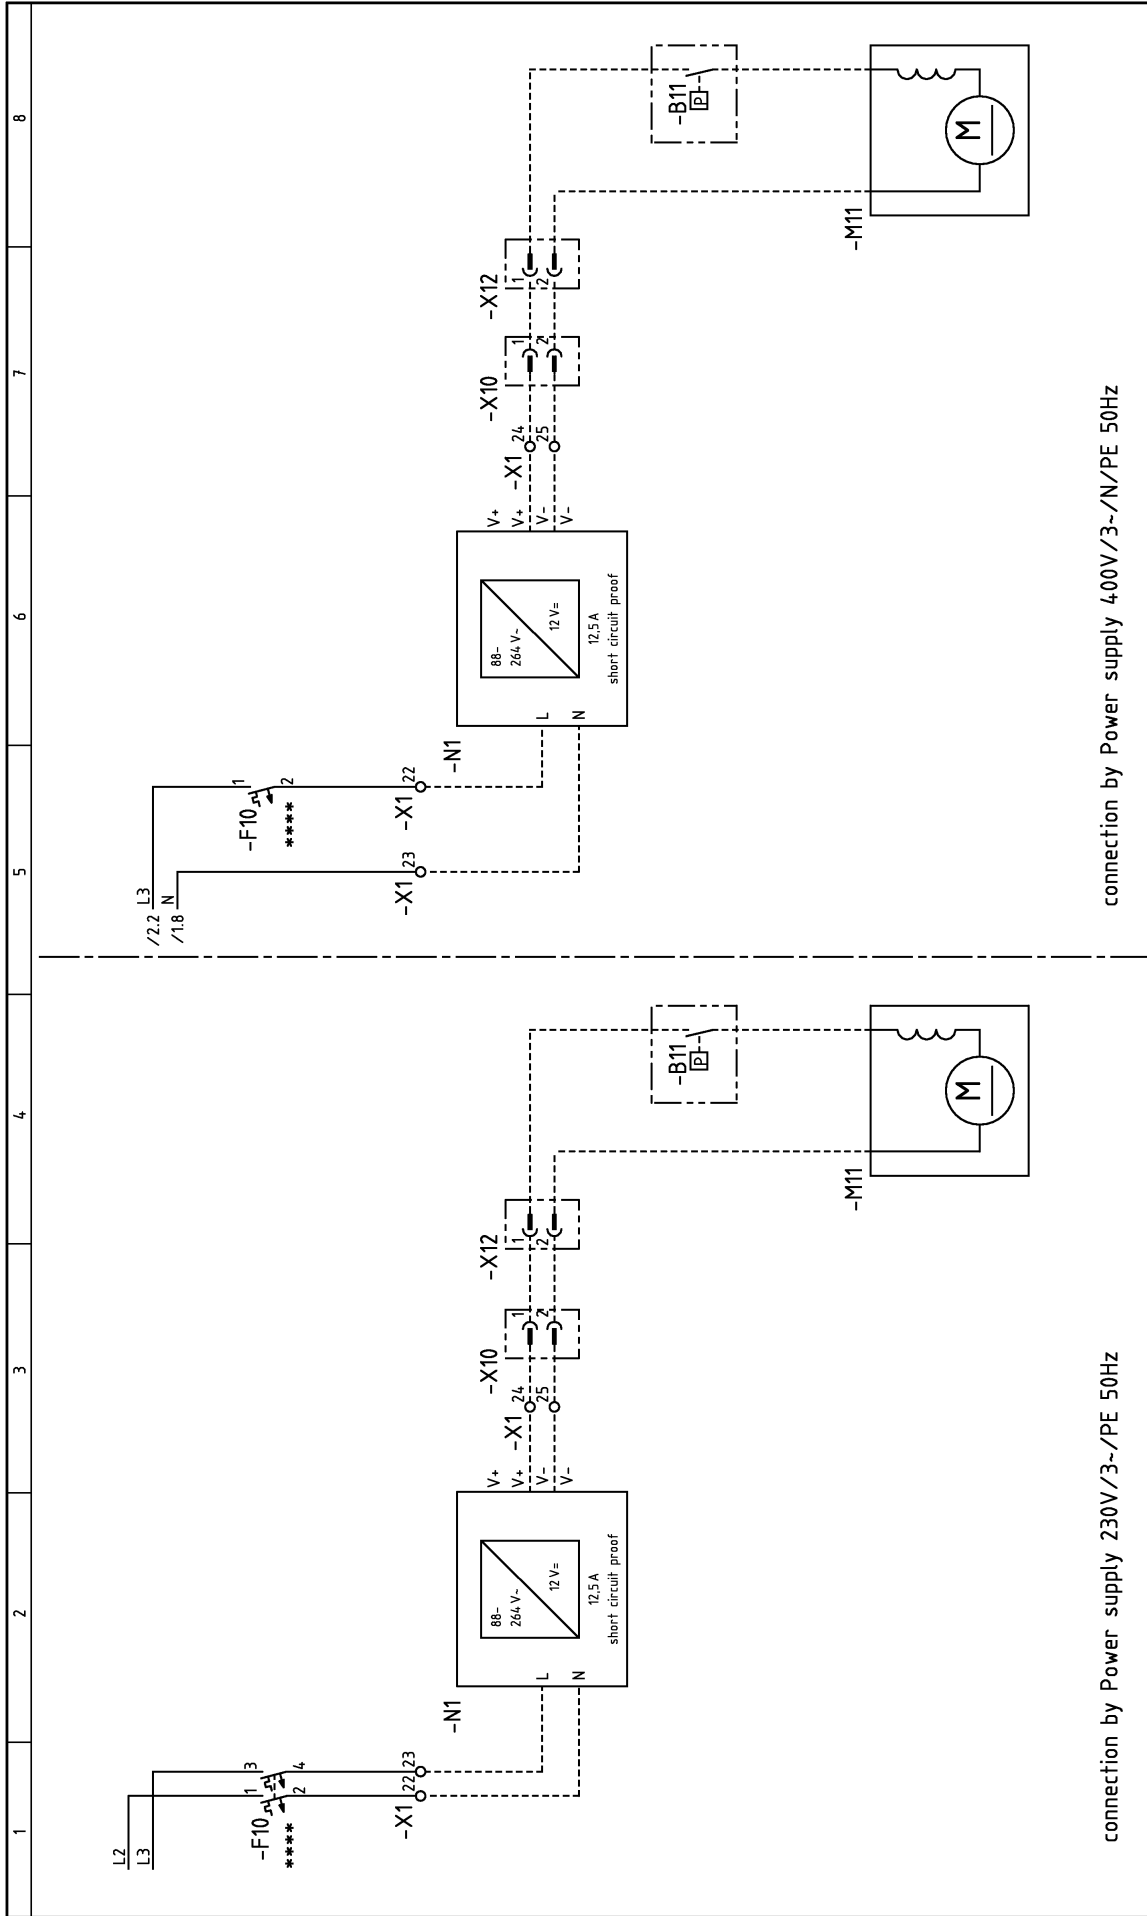 1 2 3 4 5 6 7 8
L2
L3
-F10
****
1 3
2 4
-X1 22 23
-N1
L
N
88-
264 V~
12 V=
12,5 A
short circuit proof
V+
V+
V-
V-
-X1 24
25
-X10
1
2
-X12
1
2
-B11
P
-M11
M
connection by Power supply 230V/3~/PE 50Hz
/2.2 L3
/1.8 N
-F10
****
1
2
-X1 23
-X1 22
-N1
L
N
88-
264 V~
12 V=
12,5 A
short circuit proof
V+
V+
V-
V-
-X1 24
25
-X10
1
2
-X12
1
2
-B11
P
-M11
M
connection by Power supply 400V/3~/N/PE 50Hz